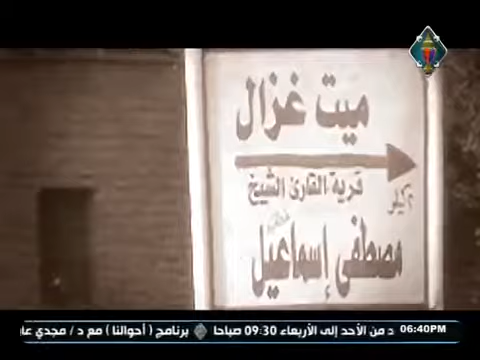 ميت غزال
قرية القارئ الشيخ
مصطفى إسماعيل
د من الأحد إلى الأربعاء 09:30 صباحا برنامج ( أحوالنا ) مع د / مجدي عا
06:40PM